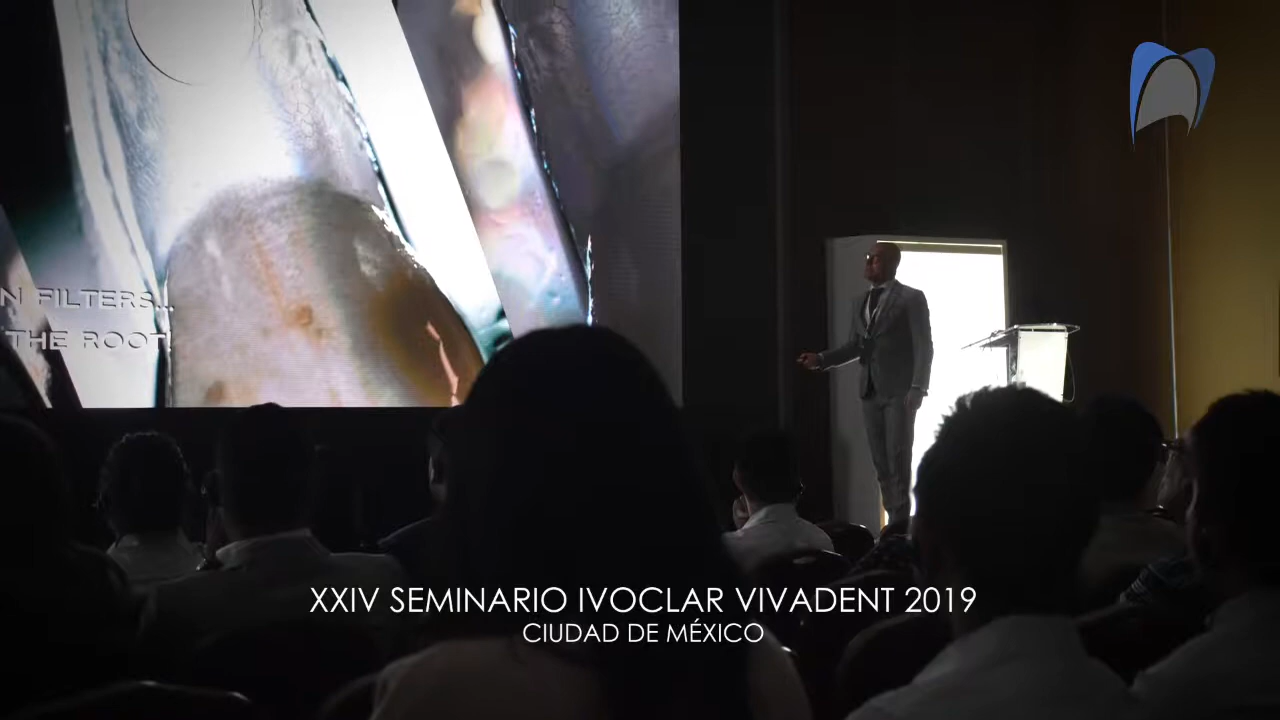 N FILTERS...
THE ROOT!
XXIV SEMINARIO IVOCLAR VIVADENT 2019
CIUDAD DE MÉXICO